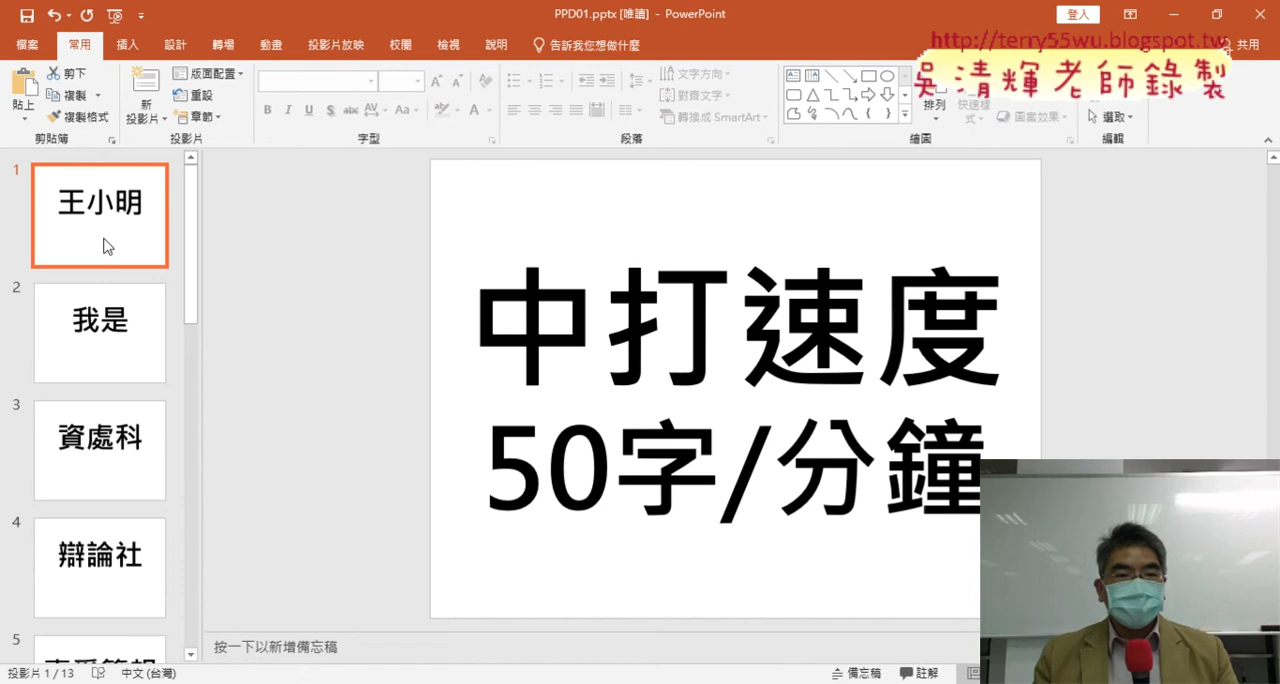 PPD01.pptx [唯讀] - PowerPoint
登入
檔案 常用 插入 設計 轉場 動畫 投影片放映 校閱 檢視 說明 告訴我您想做什麼
共用
http://terry55wu.blogspot.tw
吳清輝老師錄製
貼上
剪下
複製
複製格式
剪貼簿
新
投影片
版面配置
重設
章節
投影片
B I U S abc AV Aa A
字型
文字方向
對齊文字
轉換成 SmartArt
段落
排列
快速樣
式
圖案效果
繪圖
選取
編輯
1
王小明
2
我是
3
資處科
4
辯論社
5
中打速度
50字/分鐘
按一下以新增備忘稿
投影片 1 / 13 中文 (台灣) 備忘稿 註解